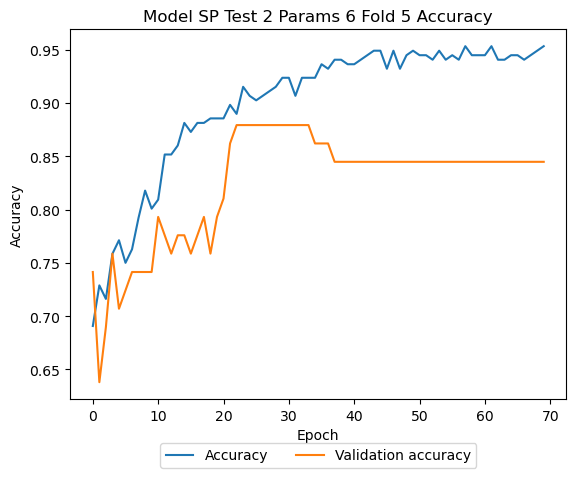 Model SP Test 2 Params 6 Fold 5 Accuracy
Accuracy
0.95
0.90
0.85
0.80
0.75
0.70
0.65
0 10 20 30 40 50 60 70
Epoch
Accuracy Validation accuracy